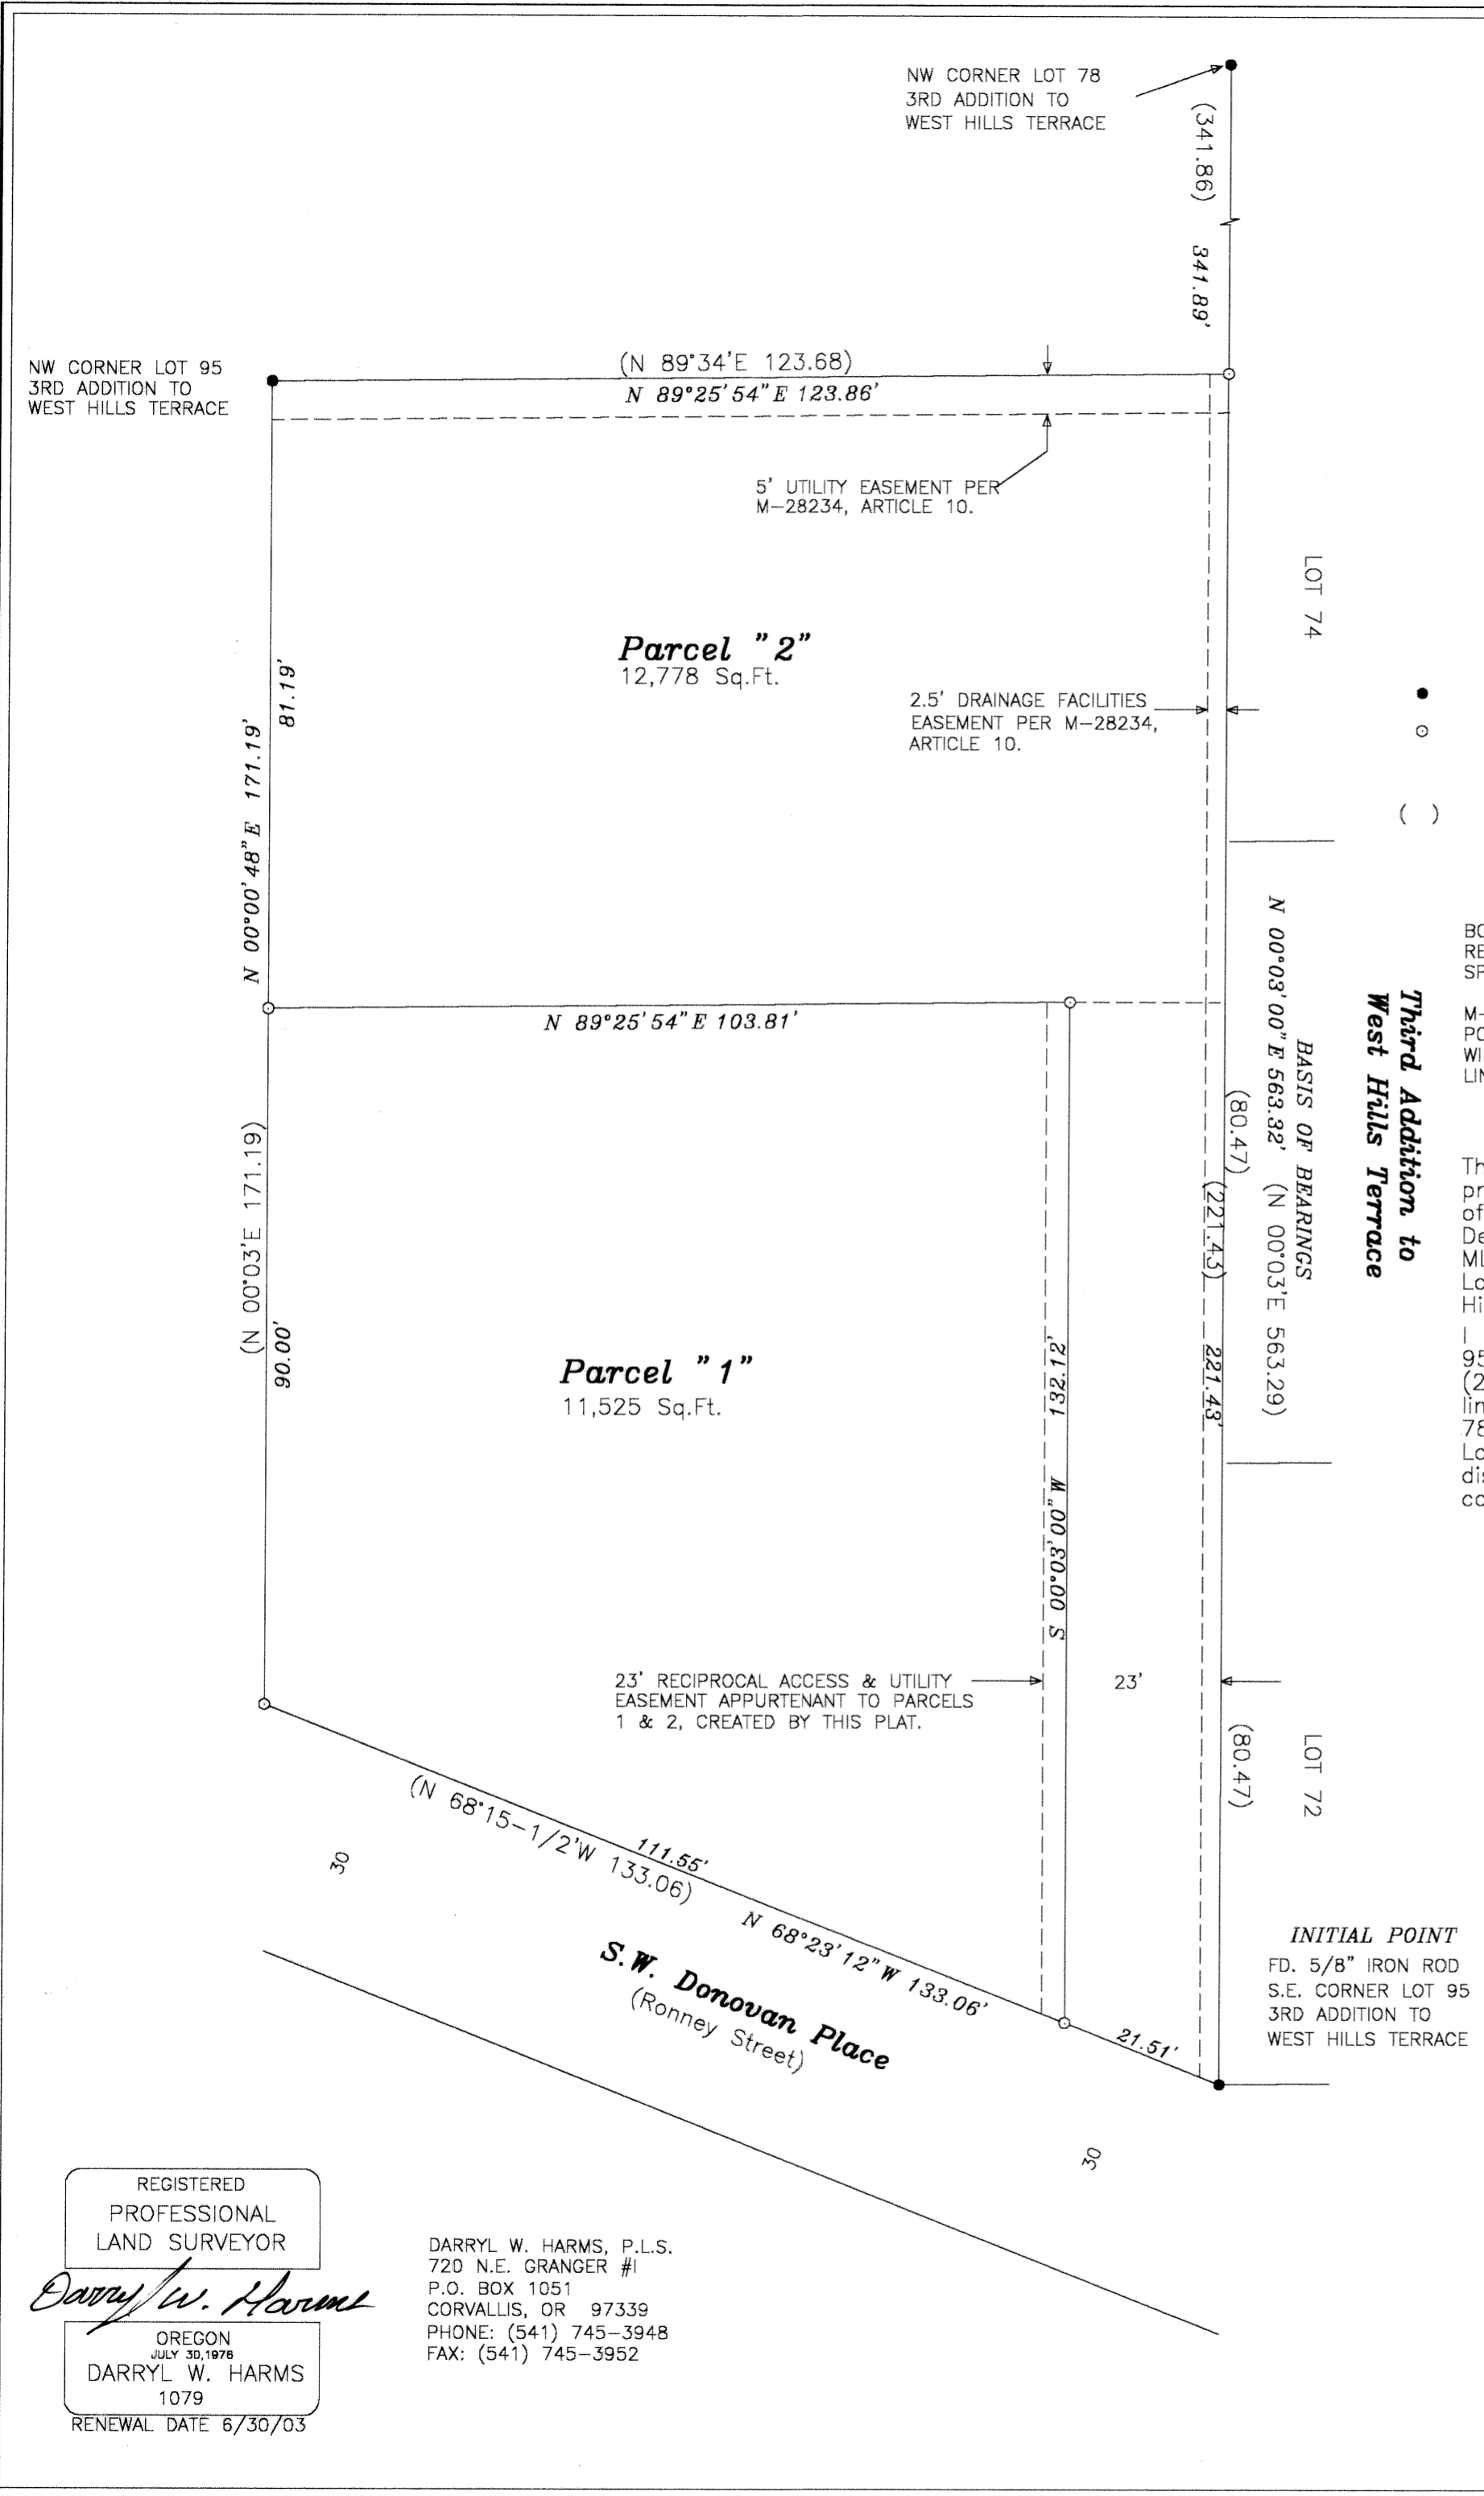 NW CORNER LOT 78
3RD ADDITION TO
WEST HILLS TERRACE
(341.86)
341.89'
NW CORNER LOT 95
3RD ADDITION TO
WEST HILLS TERRACE
(N 89°34'E 123.68)
N 89°25'54"E 123.86'
5' UTILITY EASEMENT PER
M-28234, ARTICLE 10.
LOT 74
Parcel "2"
12,778 Sq.Ft.
2.5' DRAINAGE FACILITIES
EASEMENT PER M-28234,
ARTICLE 10.
81.19'
N 00°00'48"E 171.19'
( )
N 89°25'54"E 103.81'
BASIS OF BEARINGS
N 00°03'00"E 563.32' (N 00°03'E 563.29)
Third Addition to
West Hills Terrace
(80.47)
(221.43) 221.43'
(N 00°03'E 171.19)
90.00'
Parcel "1"
11,525 Sq.Ft.
S 00°03'00"W 132.12'
23' RECIPROCAL ACCESS & UTILITY
EASEMENT APPURTENANT TO PARCELS
1 & 2, CREATED BY THIS PLAT.
23'
(80.47)
LOT 72
111.55'
(N 68°15-1/2'W 133.06)
N 68°23'12"W 133.06'
21.51'
30
S.W. Donovan Place
(Ronney Street)
30
INITIAL POINT
FD. 5/8" IRON ROD
S.E. CORNER LOT 95
3RD ADDITION TO
WEST HILLS TERRACE
REGISTERED
PROFESSIONAL
LAND SURVEYOR
Darryl W. Harms
OREGON
JULY 30,1976
DARRYL W. HARMS
1079
RENEWAL DATE 6/30/03
DARRYL W. HARMS, P.L.S.
720 N.E. GRANGER #1
P.O. BOX 1051
CORVALLIS, OR 97339
PHONE: (541) 745-3948
FAX: (541) 745-3952